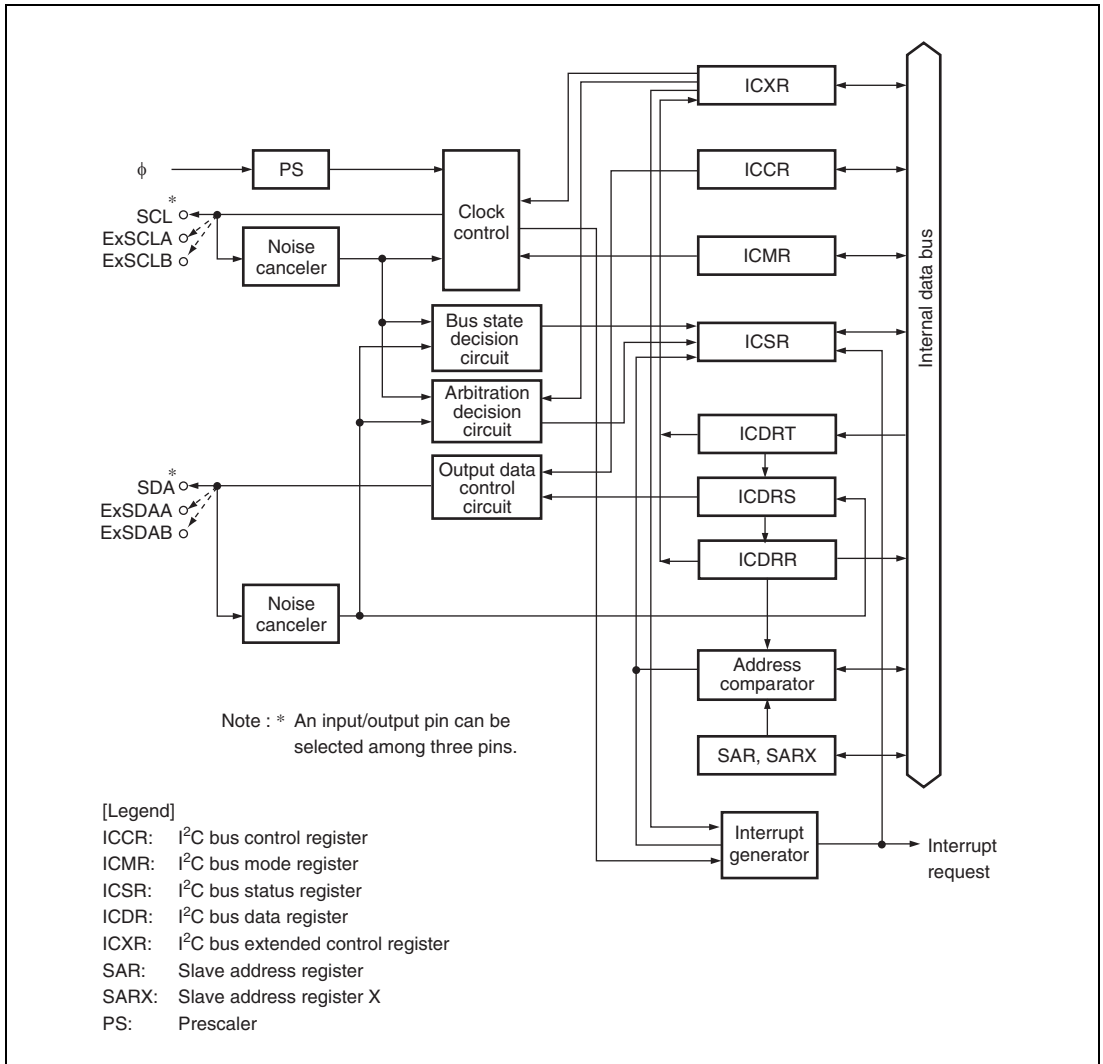 ICXR
φ
PS
ICCR
*
SCL
ExSCLA
ExSCLB
Clock
control
Noise
canceler
ICMR
Internal data bus
Bus state
decision
circuit
ICSR
Arbitration
decision
circuit
ICDRT
*
SDA
ExSDAA
ExSDAB
Output data
control
circuit
ICDRS
ICDRR
Noise
canceler
Address
comparator
Note : * An input/output pin can be
selected among three pins.
SAR, SARX
[Legend]
ICCR: I²C bus control register
ICMR: I²C bus mode register
ICSR: I²C bus status register
ICDR: I²C bus data register
ICXR: I²C bus extended control register
SAR: Slave address register
SARX: Slave address register X
PS: Prescaler
Interrupt
generator
Interrupt
request